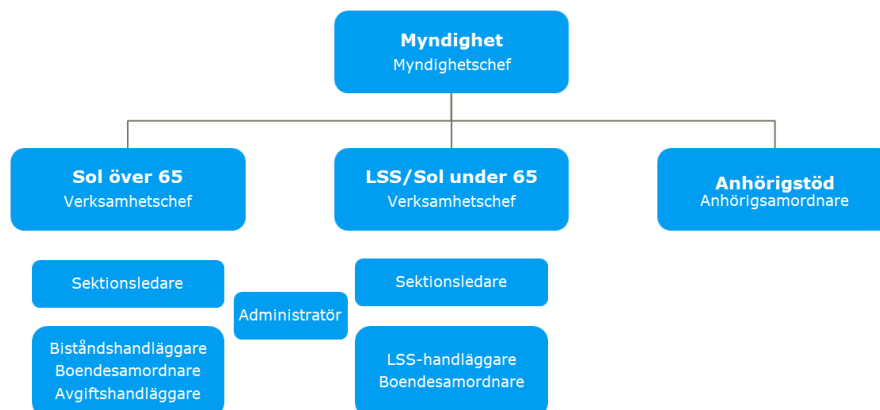 Myndighet
Myndighetschef
Sol över 65
Verksamhetschef
LSS/Sol under 65
Verksamhetschef
Anhörigstöd
Anhörigsamordnare
Sektionsledare
Sektionsledare
Administratör
Biståndshandläggare
Boendesamordnare
Avgiftshandläggare
LSS-handläggare
Boendesamordnare